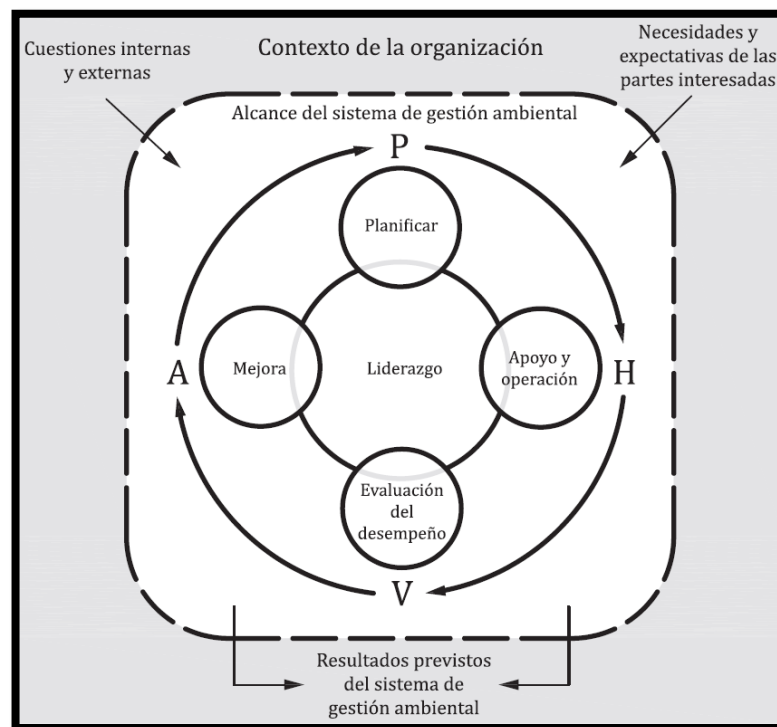 Cuestiones internas
y externas
Contexto de la organización
Necesidades y
expectativas de las
partes interesadas
Alcance del sistema de gestión ambiental
P
Planificar
A
Mejora
Liderazgo
Apoyo y
operación
H
Evaluación
del
desempeño
V
Resultados previstos
del sistema de
gestión ambiental